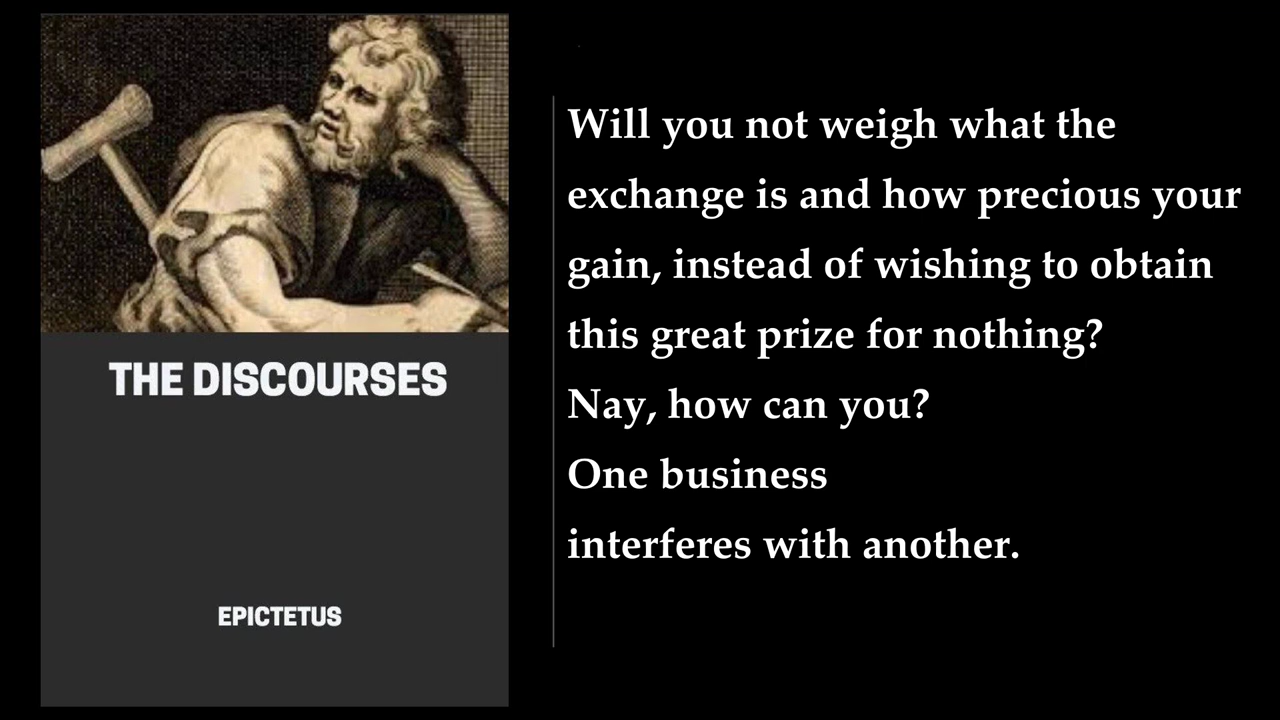 THE DISCOURSES
EPICTETUS
Will you not weigh what the
exchange is and how precious your
gain, instead of wishing to obtain
this great prize for nothing?
Nay, how can you?
One business
interferes with another.